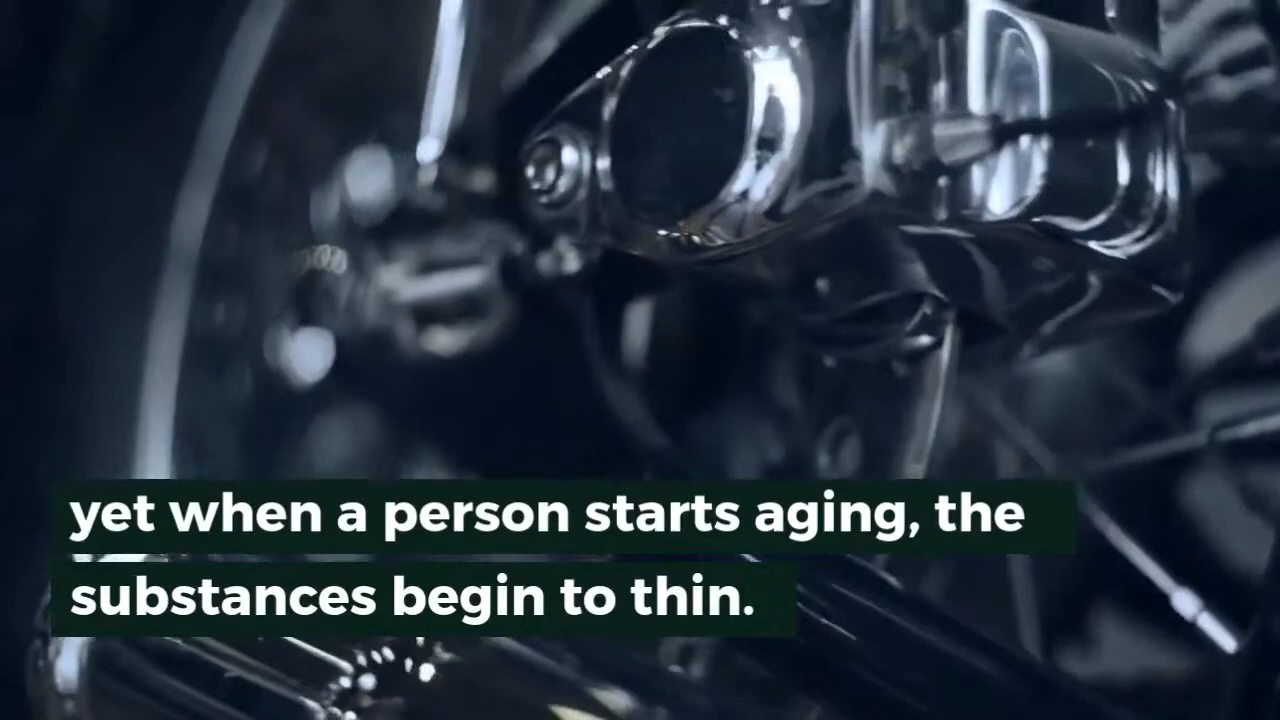 yet when a person starts aging, the
substances begin to thin.